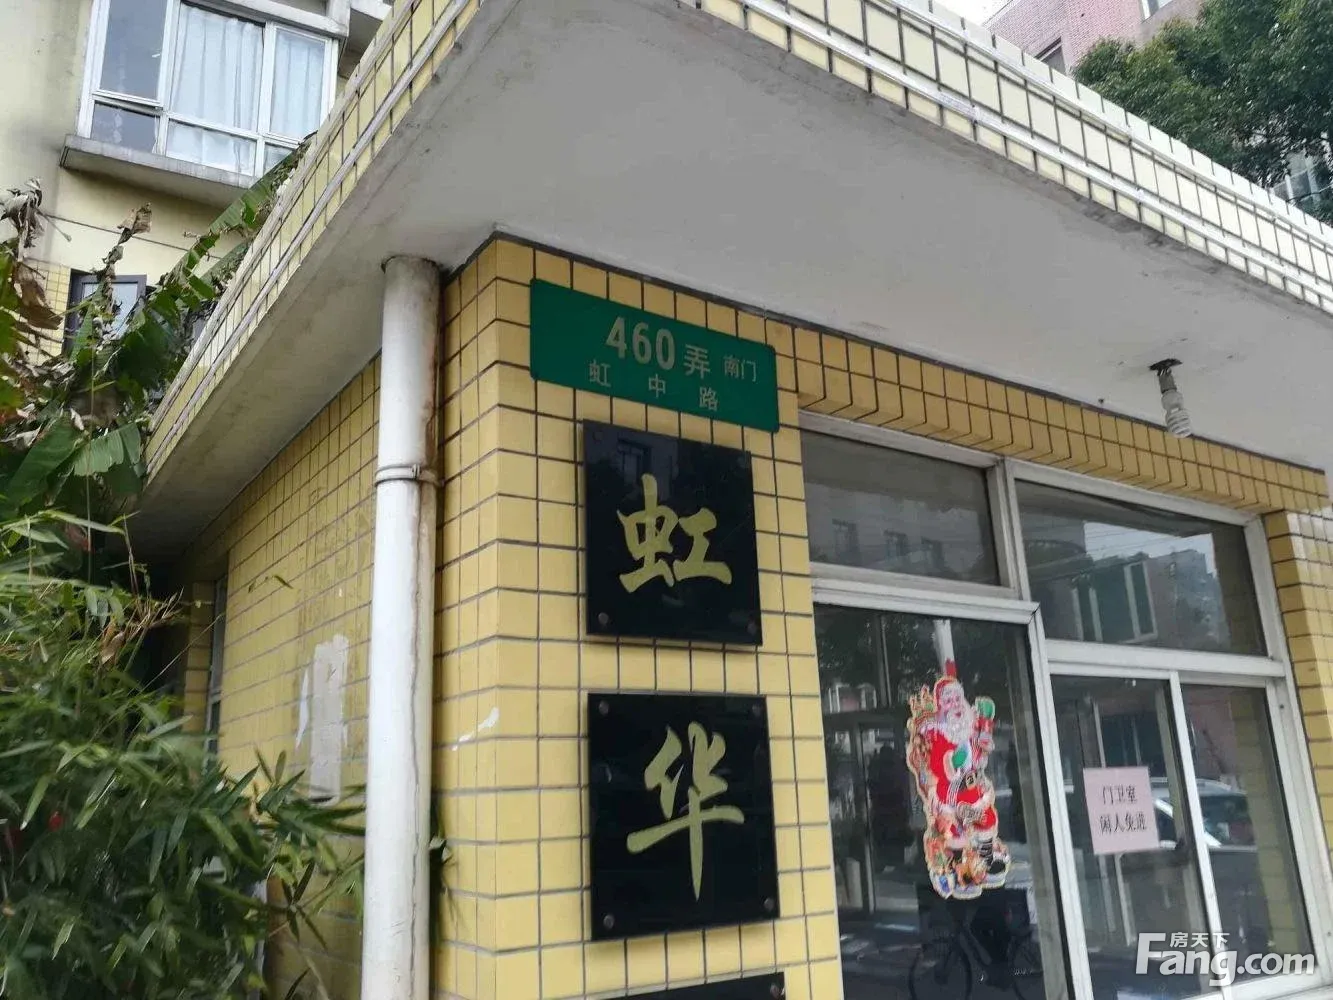 460弄 南门
虹中路
虹
华
门卫室
闲人免进
房天下
Fang.com